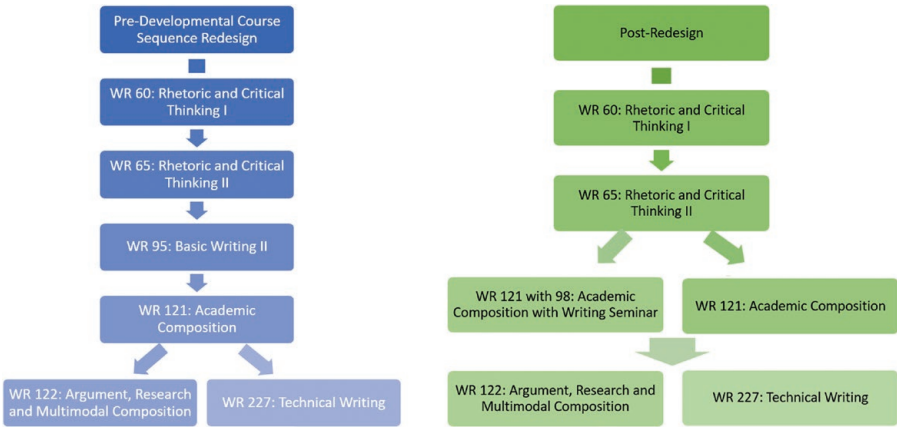 Pre-Developmental Course
Sequence Redesign
WR 60: Rhetoric and Critical
Thinking I
WR 65: Rhetoric and Critical
Thinking II
WR 95: Basic Writing II
WR 121: Academic
Composition
WR 122: Argument, Research
and Multimodal Composition
WR 227: Technical Writing
Post-Redesign
WR 60: Rhetoric and Critical
Thinking I
WR 65: Rhetoric and Critical
Thinking II
WR 121 with 98: Academic
Composition with Writing Seminar
WR 121: Academic Composition
WR 122: Argument, Research and
Multimodal Composition
WR 227: Technical Writing